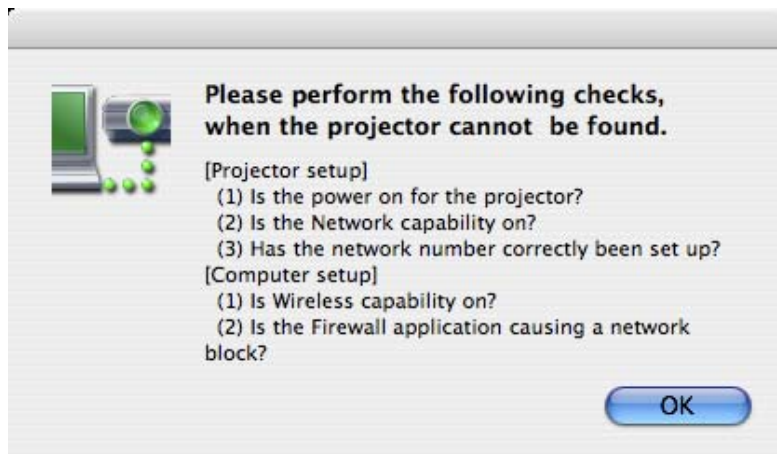 Please perform the following checks,
when the projector cannot be found.
[Projector setup]
(1) Is the power on for the projector?
(2) Is the Network capability on?
(3) Has the network number correctly been set up?
[Computer setup]
(1) Is Wireless capability on?
(2) Is the Firewall application causing a network
block?
OK